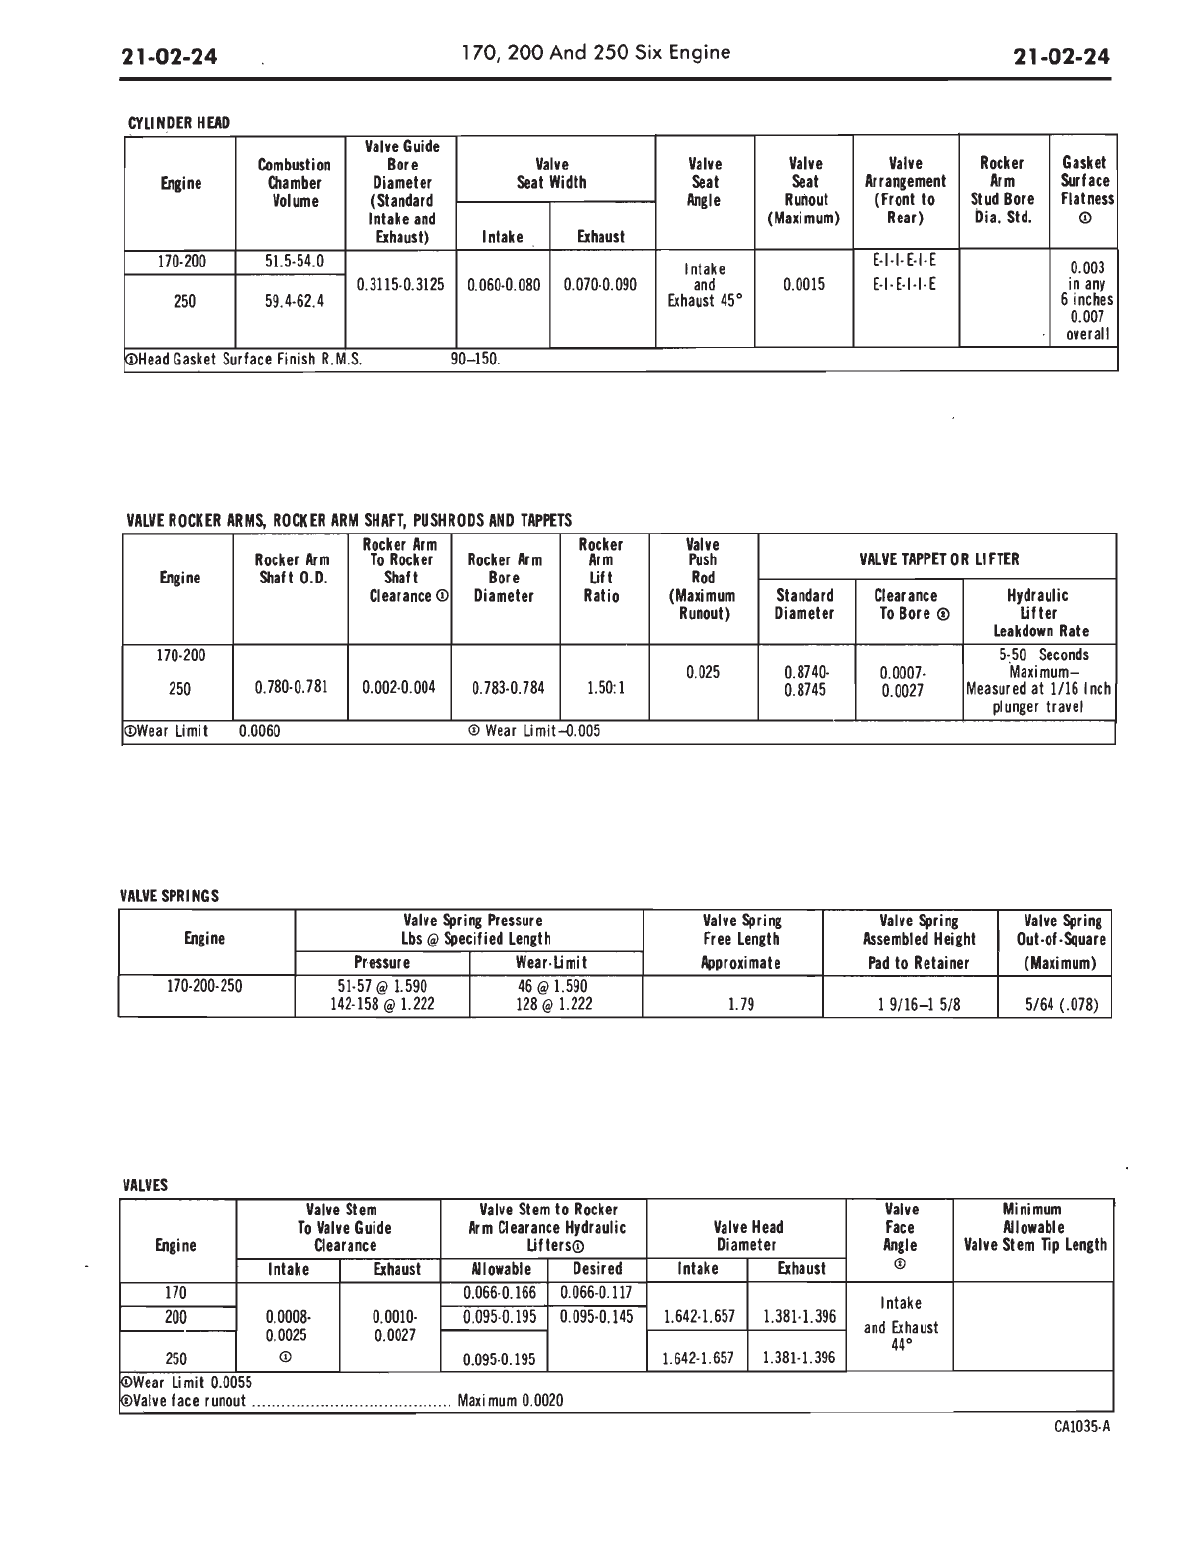 21-02-24 170, 200 And 250 Six Engine 21-02-24
CYLINDER HEAD
Engine
Combustion
Chamber
Volume
Valve Guide
Bore
Diameter
(Standard
Intake and
Exhaust)
Valve
Seat Width
Intake Exhaust
Valve
Seat
Angle
Valve
Seat
Runout
(Maximum)
Valve
Arrangement
(Front to
Rear)
Rocker
Arm
Stud Bore
Dia. Std.
Gasket
Surface
Flatness
①
170-200 51.5-54.0 E-I-I-E-I-E
250 59.4-62.4 E-I-E-I-I-E
0.3115-0.3125 0.060-0.080 0.070-0.090
Intake
and
Exhaust 45°
0.0015
0.003
in any
6 inches
0.007
overall
①Head Gasket Surface Finish R.M.S. 90–150.
VALVE ROCKER ARMS, ROCKER ARM SHAFT, PUSHRODS AND TAPPETS
Engine
Rocker Arm
Shaft O.D.
Rocker Arm
To Rocker
Shaft
Clearance ①
Rocker Arm
Bore
Diameter
Rocker
Arm
Lift
Ratio
Valve
Push
Rod
(Maximum
Runout)
VALVE TAPPET OR LIFTER
Standard
Diameter
Clearance
To Bore ②
Hydraulic
Lifter
Leakdown Rate
170-200
250
0.780-0.781 0.002-0.004 0.783-0.784 1.50:1
0.025
0.8740-
0.8745
0.0007-
0.0027
5-50 Seconds
Maximum–
Measured at 1/16 Inch
plunger travel
①Wear Limit 0.0060 ② Wear Limit–0.005
VALVE SPRINGS
Engine
Valve Spring Pressure
Lbs @ Specified Length
Pressure Wear-Limit
Valve Spring
Free Length
Approximate
Valve Spring
Assembled Height
Pad to Retainer
Valve Spring
Out-of-Square
(Maximum)
170-200-250 51-57 @ 1.590 46 @ 1.590
142-158 @ 1.222 128 @ 1.222 1.79 1 9/16–1 5/8 5/64 (.078)
VALVES
Engine
Valve Stem
To Valve Guide
Clearance
Intake Exhaust
Valve Stem to Rocker
Arm Clearance Hydraulic
Lifters①
Allowable Desired
Valve Head
Diameter
Intake Exhaust
Valve
Face
Angle
①
Minimum
Allowable
Valve Stem Tip Length
170 0.066-0.166 0.066-0.117
200 0.0008- 0.0010- 0.095-0.195 0.095-0.145 1.642-1.657 1.381-1.396
0.0025 0.0027
250 ① 0.095-0.195 1.642-1.657 1.381-1.396
Intake
and Exhaust
44°
①Wear Limit 0.0055
②Valve face runout ...................................... Maximum 0.0020
CA1035-A